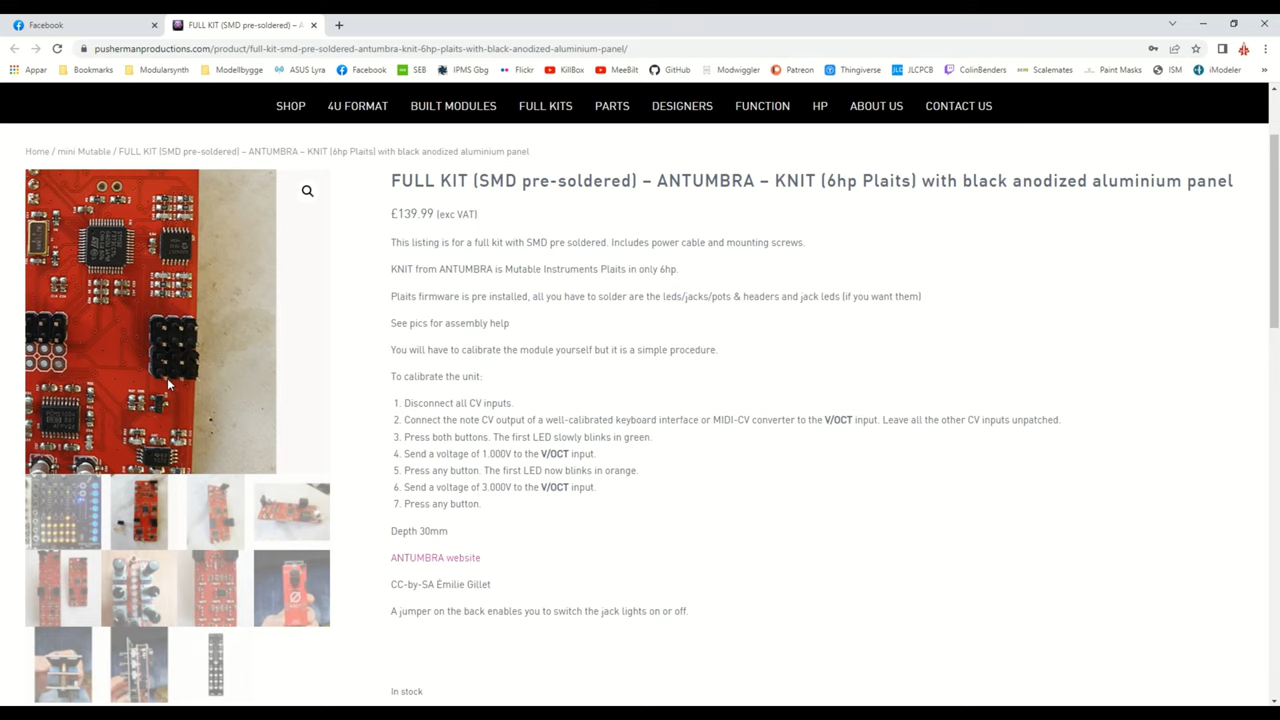 Facebook
FULL KIT (SMD pre-soldered) – A
pushermanproductions.com/product/full-kit-smd-pre-soldered-antumbra-knit-6hp-plaits-with-black-anodized-aluminium-panel/
Appar Bookmarks Modularsynth Modellbygge ASUS Lyra Facebook SEB IPMS Gbg Flickr KillBox MeeBilt GitHub Modwiggler Patreon Thingiverse JLCPCB ColinBenders Scalemates Paint Masks ISM iModeler
SHOP 4U FORMAT BUILT MODULES FULL KITS PARTS DESIGNERS FUNCTION HP ABOUT US CONTACT US
Home / mini Mutable / FULL KIT (SMD pre-soldered) – ANTUMBRA – KNIT (6hp Plaits) with black anodized aluminium panel
FULL KIT (SMD pre-soldered) – ANTUMBRA – KNIT (6hp Plaits) with black anodized aluminium panel
£139.99 (exc VAT)
This listing is for a full kit with SMD pre soldered. Includes power cable and mounting screws.
KNIT from ANTUMBRA is Mutable Instruments Plaits in only 6hp.
Plaits firmware is pre installed, all you have to solder are the leds/jacks/pots & headers and jack leds (if you want them)
See pics for assembly help
You will have to calibrate the module yourself but it is a simple procedure.
To calibrate the unit:
1. Disconnect all CV inputs.
2. Connect the note CV output of a well-calibrated keyboard interface or MIDI-CV converter to the V/OCT input. Leave all the other CV inputs unpatched.
3. Press both buttons. The first LED slowly blinks in green.
4. Send a voltage of 1.000V to the V/OCT input.
5. Press any button. The first LED now blinks in orange.
6. Send a voltage of 3.000V to the V/OCT input.
7. Press any button.
Depth 30mm
ANTUMBRA website
CC-by-SA Émilie Gillet
A jumper on the back enables you to switch the jack lights on or off.
In stock